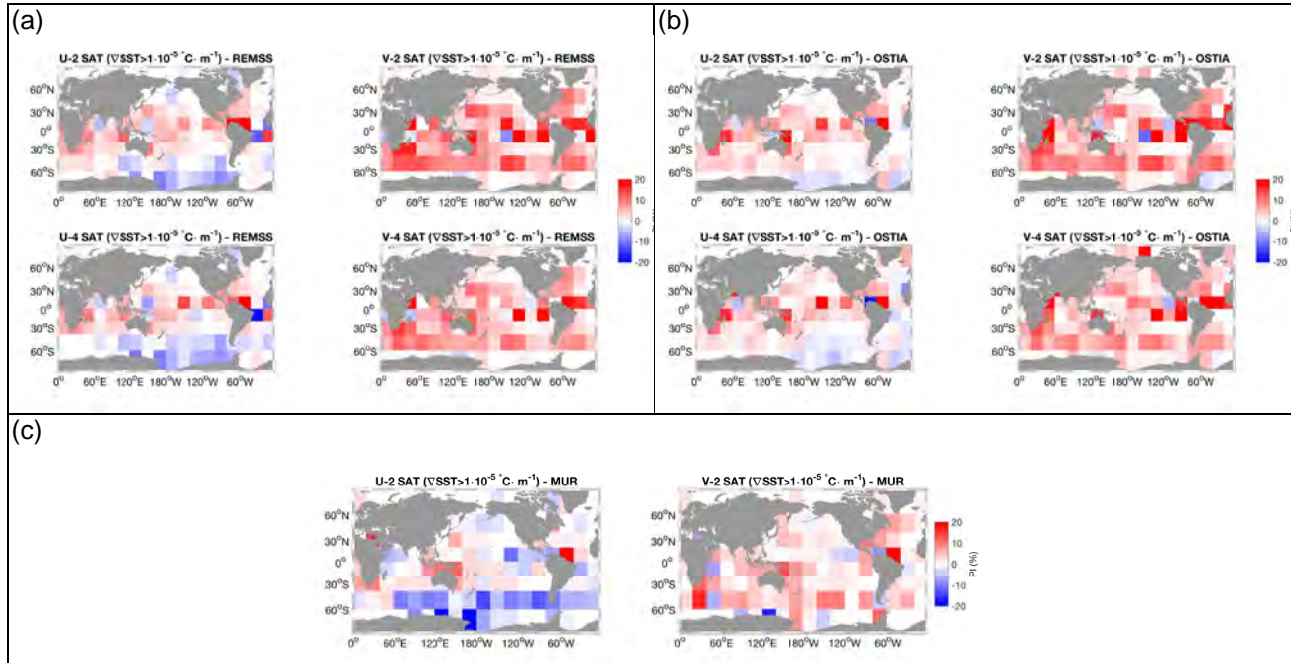 (a)
U-2 SAT (∇SST>1·10⁻⁵ °C· m⁻¹) - REMSS
V-2 SAT (∇SST>1·10⁻⁵ °C· m⁻¹) - REMSS
60°N
30°N
0°
30°S
60°S
0° 60°E 120°E 180°W 120°W 60°W
60°N
30°N
0°
30°S
60°S
0° 60°E 120°E 180°W 120°W 60°W
U-4 SAT (∇SST>1·10⁻⁵ °C· m⁻¹) - REMSS
V-4 SAT (∇SST>1·10⁻⁵ °C· m⁻¹) - REMSS
60°N
30°N
0°
30°S
60°S
0° 60°E 120°E 180°W 120°W 60°W
60°N
30°N
0°
30°S
60°S
0° 60°E 120°E 180°W 120°W 60°W
20
10
0
-10
-20
(b)
U-2 SAT (∇SST>1·10⁻⁵ °C· m⁻¹) - OSTIA
V-2 SAT (∇SST>1·10⁻⁵ °C· m⁻¹) - OSTIA
60°N
30°N
0°
30°S
60°S
0° 60°E 120°E 180°W 120°W 60°W
60°N
30°N
0°
30°S
60°S
0° 60°E 120°E 180°W 120°W 60°W
U-4 SAT (∇SST>1·10⁻⁵ °C· m⁻¹) - OSTIA
V-4 SAT (∇SST>1·10⁻⁵ °C· m⁻¹) - OSTIA
60°N
30°N
0°
30°S
60°S
0° 60°E 120°E 180°W 120°W 60°W
60°N
30°N
0°
30°S
60°S
0° 60°E 120°E 180°W 120°W 60°W
20
10
0
-10
-20
(c)
U-2 SAT (∇SST>1·10⁻⁵ °C· m⁻¹) - MUR
V-2 SAT (∇SST>1·10⁻⁵ °C· m⁻¹) - MUR
60°N
30°N
0°
30°S
60°S
0° 60°E 120°E 180°W 120°W 60°W
60°N
30°N
0°
30°S
60°S
0° 60°E 120°E 180°W 120°W 60°W
20
10
0
-10
-20
PI (%)